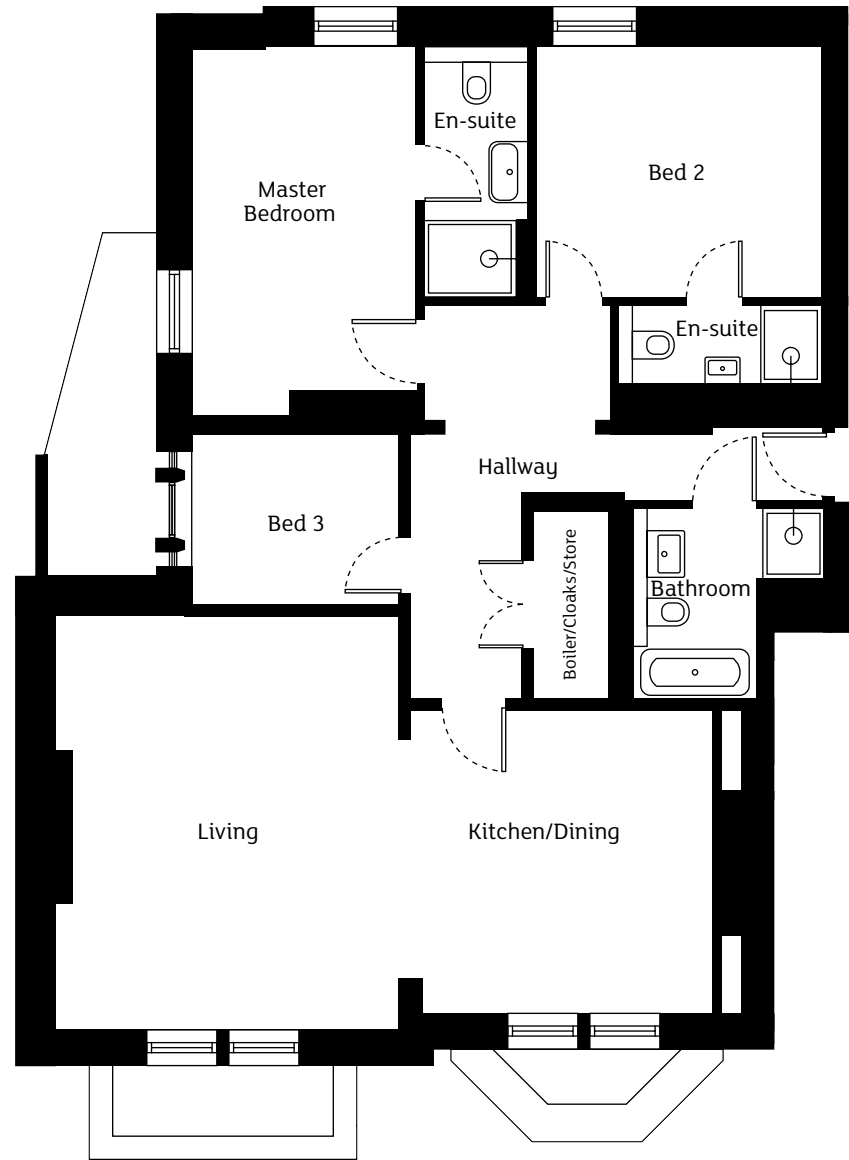 En-suite
Bed 2
Master
Bedroom
En-suite
Hallway
Bed 3
Boiler/Cloaks/Store
Bathroom
Living
Kitchen/Dining